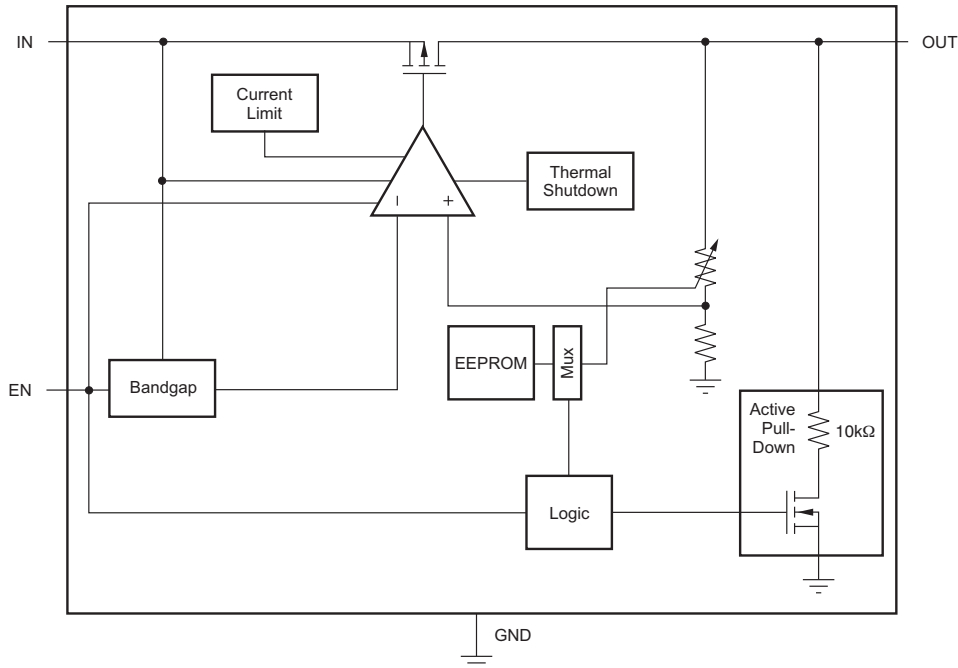 IN
OUT
Current
Limit
Thermal
Shutdown
I
+
EEPROM
Mux
EN
Bandgap
Active
Pull-
Down
10kΩ
Logic
GND